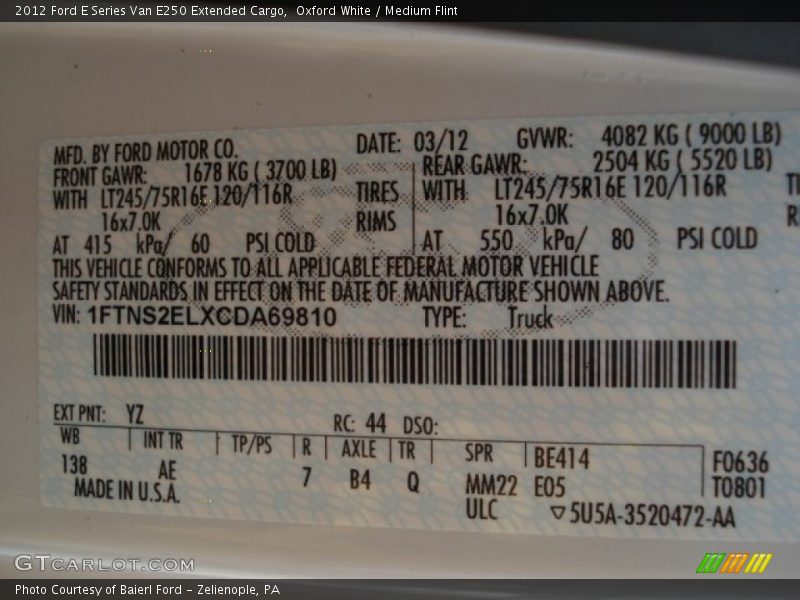 2012 Ford E Series Van E250 Extended Cargo,  Oxford White / Medium Flint
MFD. BY FORD MOTOR CO. DATE: 03/12 GVWR: 4082 KG ( 9000 LB)
FRONT GAWR: 1678 KG ( 3700 LB) REAR GAWR: 2504 KG ( 5520 LB)
WITH LT245/75R16E 120/116R TIRES WITH LT245/75R16E 120/116R TI
16x7.0K RIMS 16x7.0K R
AT 415 kPa/ 60 PSI COLD AT 550 kPa/ 80 PSI COLD
THIS VEHICLE CONFORMS TO ALL APPLICABLE FEDERAL MOTOR VEHICLE
SAFETY STANDARDS IN EFFECT ON THE DATE OF MANUFACTURE SHOWN ABOVE.
VIN: 1FTNS2ELXCDA69810 TYPE: Truck
EXT PNT: YZ RC: 44 DSO:
WB INT TR TP/PS R AXLE TR SPR BE414 F0636
138 AE 7 B4 Q MM22 E05 T0801
MADE IN U.S.A. ULC ▽5U5A-3520472-AA
GTCARLOT.COM
Photo Courtesy of Baierl Ford - Zelienople, PA